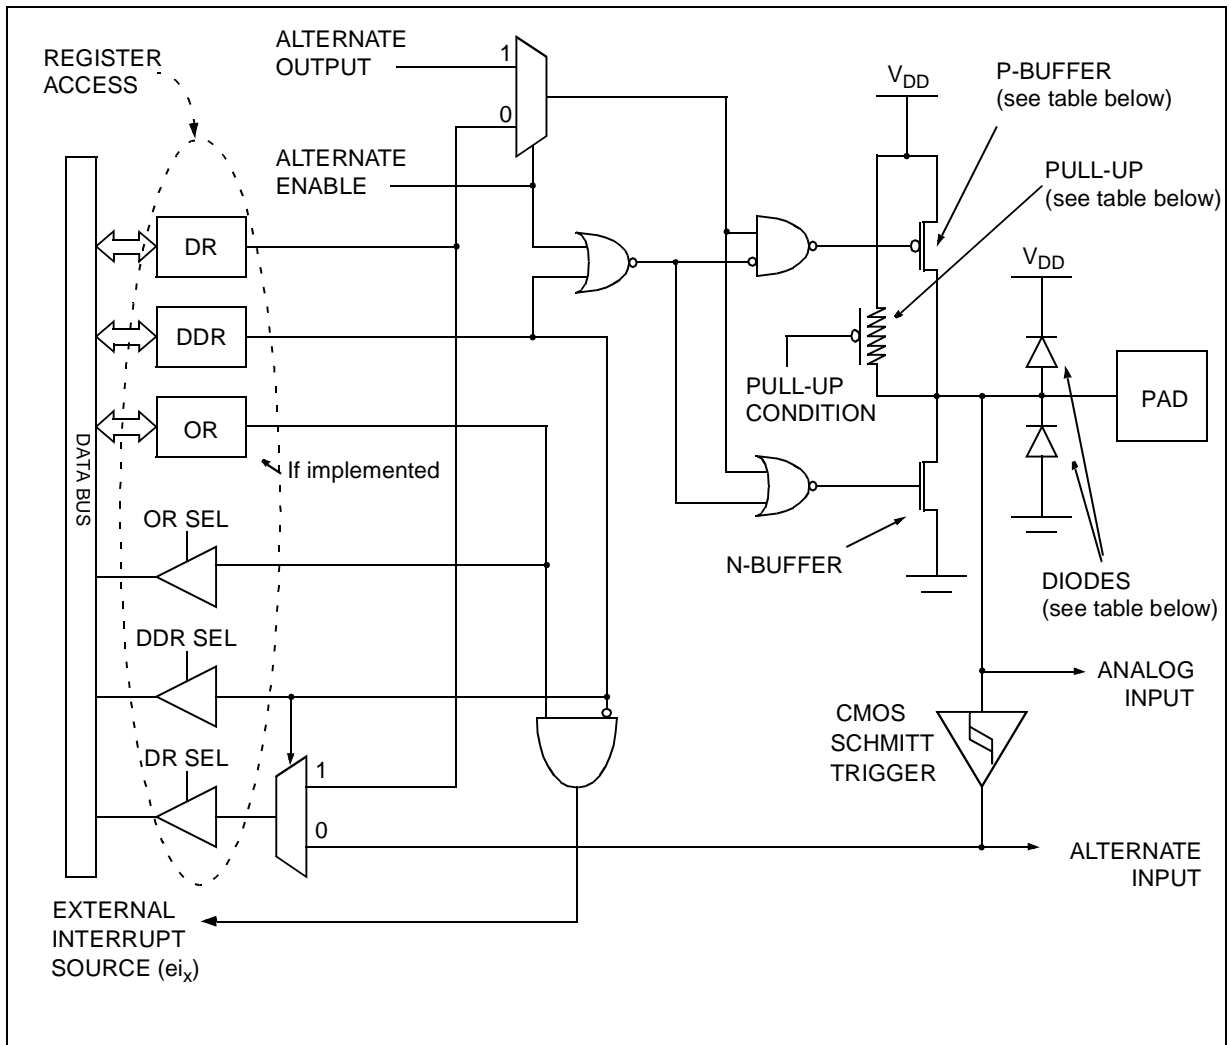 REGISTER
ACCESS
ALTERNATE
OUTPUT
1
0
ALTERNATE
ENABLE
VDD
P-BUFFER
(see table below)
PULL-UP
(see table below)
DR
DDR
OR
If implemented
DATA BUS
PULL-UP
CONDITION
VDD
PAD
OR SEL
N-BUFFER
DIODES
(see table below)
DDR SEL
ANALOG
INPUT
CMOS
SCHMITT
TRIGGER
DR SEL
1
0
ALTERNATE
INPUT
EXTERNAL
INTERRUPT
SOURCE (eix)